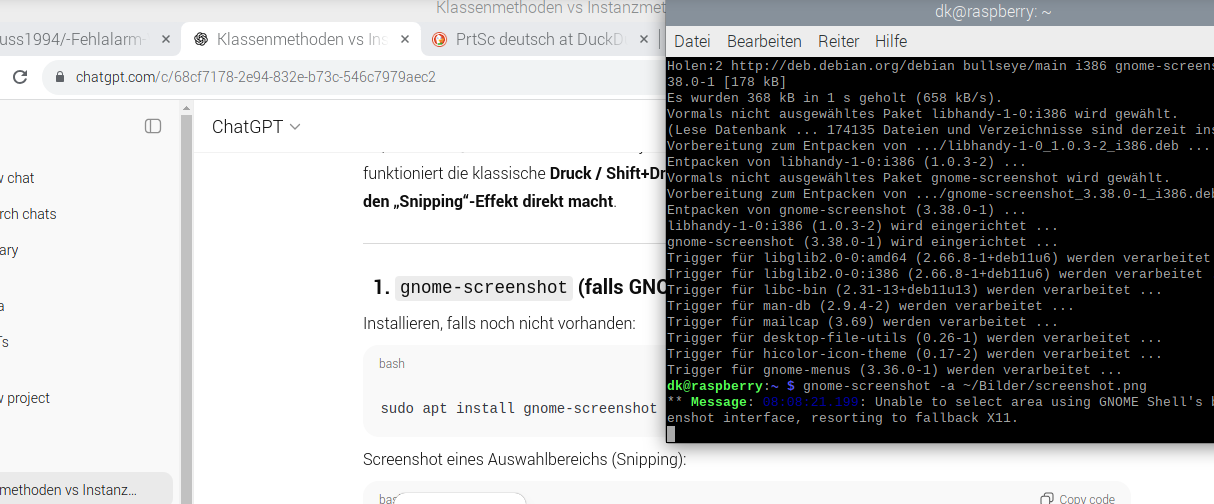 Klassenmethoden vs Instanzmet
uss1994/-Fehlalarm-
Klassenmethoden vs Ins
PrtSc deutsch at DuckD
chatgpt.com/c/68cf7178-2e94-832e-b73c-546c7979aec2
ChatGPT
chat
rch chats
ary
a
Ts
project
methoden vs Instanz...
funktioniert die klassische Druck / Shift+Dr
den „Snipping“-Effekt direkt macht.
1. gnome-screenshot (falls GNO
Installieren, falls noch nicht vorhanden:
bash
sudo apt install gnome-screenshot
Screenshot eines Auswahlbereichs (Snipping):
bas
Copy code
dk@raspberry: ~
Datei Bearbeiten Reiter Hilfe
Holen:2 http://deb.debian.org/debian bullseye/main i386 gnome-screens
38.0-1 [178 kB]
Es wurden 368 kB in 1 s geholt (658 kB/s).
Vormals nicht ausgewähltes Paket libhandy-1-0:i386 wird gewählt.
(Lese Datenbank ... 174135 Dateien und Verzeichnisse sind derzeit ins
Vorbereitung zum Entpacken von .../libhandy-1-0_1.0.3-2_i386.deb ...
Entpacken von libhandy-1-0:i386 (1.0.3-2) ...
Vormals nicht ausgewähltes Paket gnome-screenshot wird gewählt.
Vorbereitung zum Entpacken von .../gnome-screenshot_3.38.0-1_i386.deb
Entpacken von gnome-screenshot (3.38.0-1) ...
libhandy-1-0:i386 (1.0.3-2) wird eingerichtet ...
gnome-screenshot (3.38.0-1) wird eingerichtet ...
Trigger für libglib2.0-0:amd64 (2.66.8-1+deb11u6) werden verarbeitet
Trigger für libglib2.0-0:i386 (2.66.8-1+deb11u6) werden verarbeitet
Trigger für libc-bin (2.31-13+deb11u13) werden verarbeitet ...
Trigger für man-db (2.9.4-2) werden verarbeitet ...
Trigger für mailcap (3.69) werden verarbeitet ...
Trigger für desktop-file-utils (0.26-1) werden verarbeitet ...
Trigger für hicolor-icon-theme (0.17-2) werden verarbeitet ...
Trigger für gnome-menus (3.36.0-1) werden verarbeitet ...
dk@raspberry:~ $ gnome-screenshot -a ~/Bilder/screenshot.png
** Message: 08:08:21.199: Unable to select area using GNOME Shell's b
enshot interface, resorting to fallback X11.